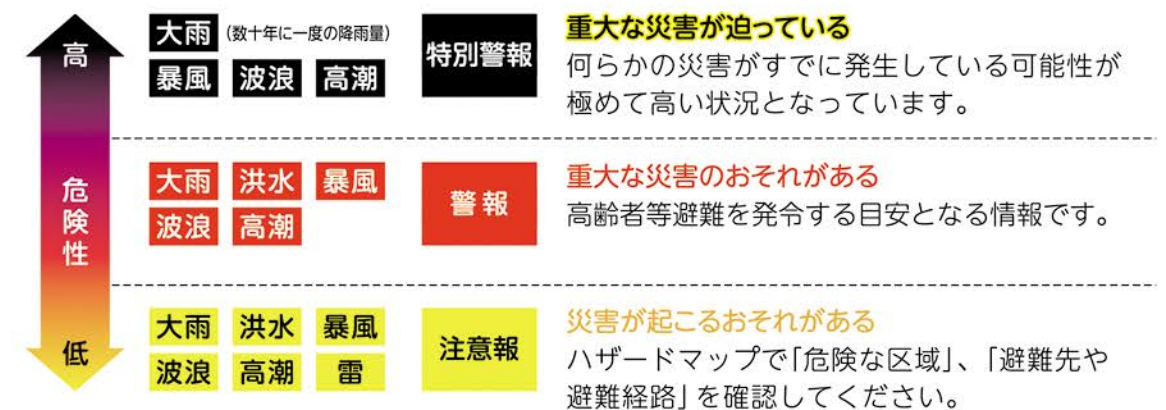 高
危険性
低
大雨 (数十年に一度の降雨量)
暴風 波浪 高潮
特別警報
重大な災害が迫っている
何らかの災害がすでに発生している可能性が
極めて高い状況となっています。
大雨 洪水 暴風
波浪 高潮
警報
重大な災害のおそれがある
高齢者等避難を発令する目安となる情報です。
大雨 洪水 暴風
波浪 高潮 雷
注意報
災害が起こるおそれがある
ハザードマップで「危険な区域」、「避難先や
避難経路」を確認してください。